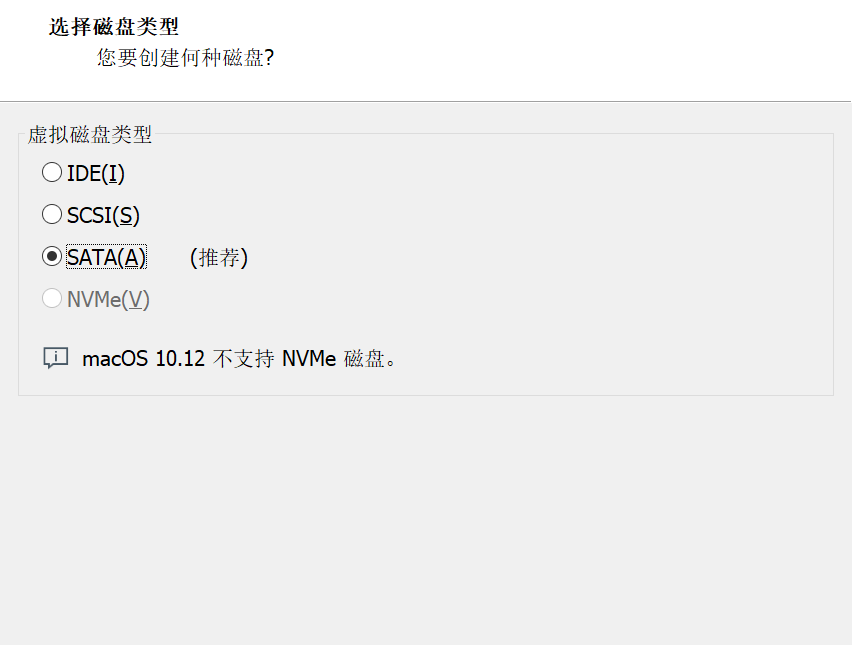 选择磁盘类型
您要创建何种磁盘?
虚拟磁盘类型
IDE(I)
SCSI(S)
SATA(A) (推荐)
NVMe(V)
macOS 10.12 不支持 NVMe 磁盘。